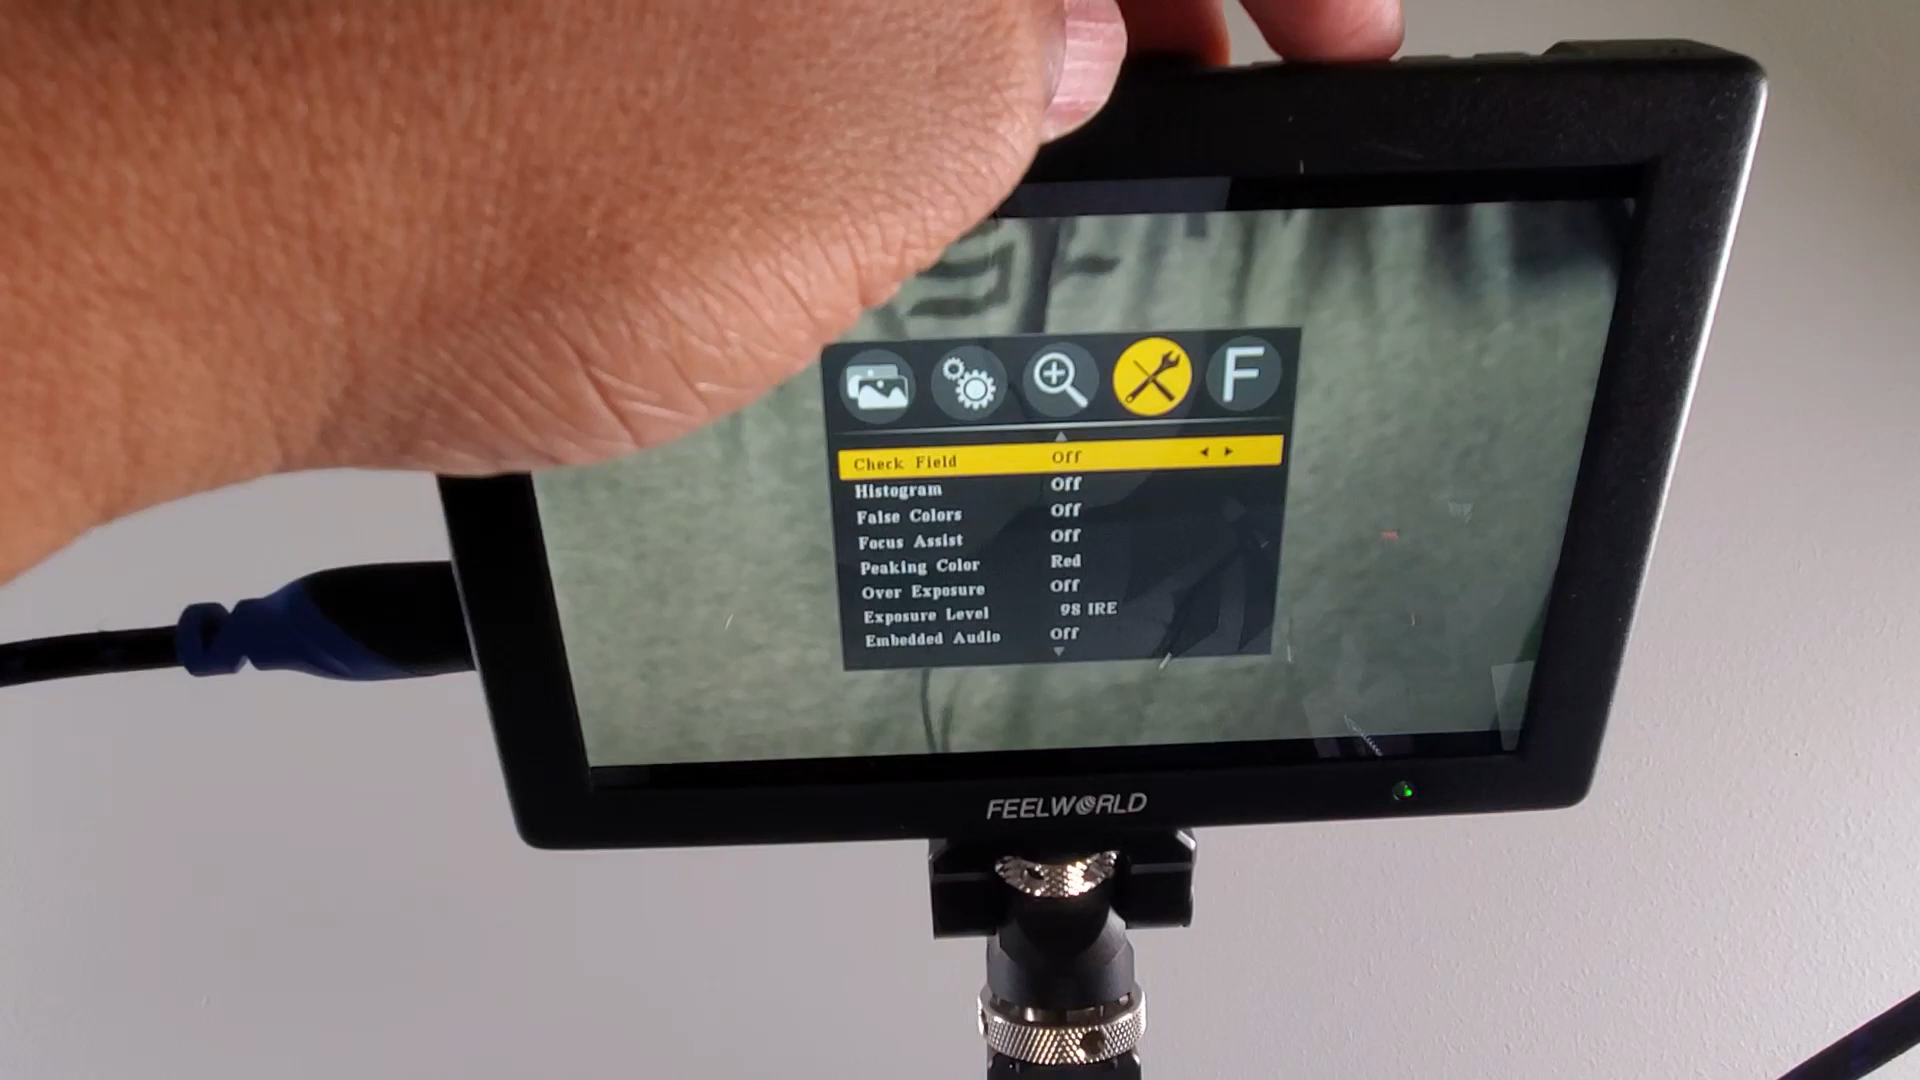 F
Check Field Off
Histogram Off
False Colors Off
Focus Assist Off
Peaking Color Red
Over Exposure Off
Exposure Level 98 IRE
Embedded Audio Off
FEELWORLD